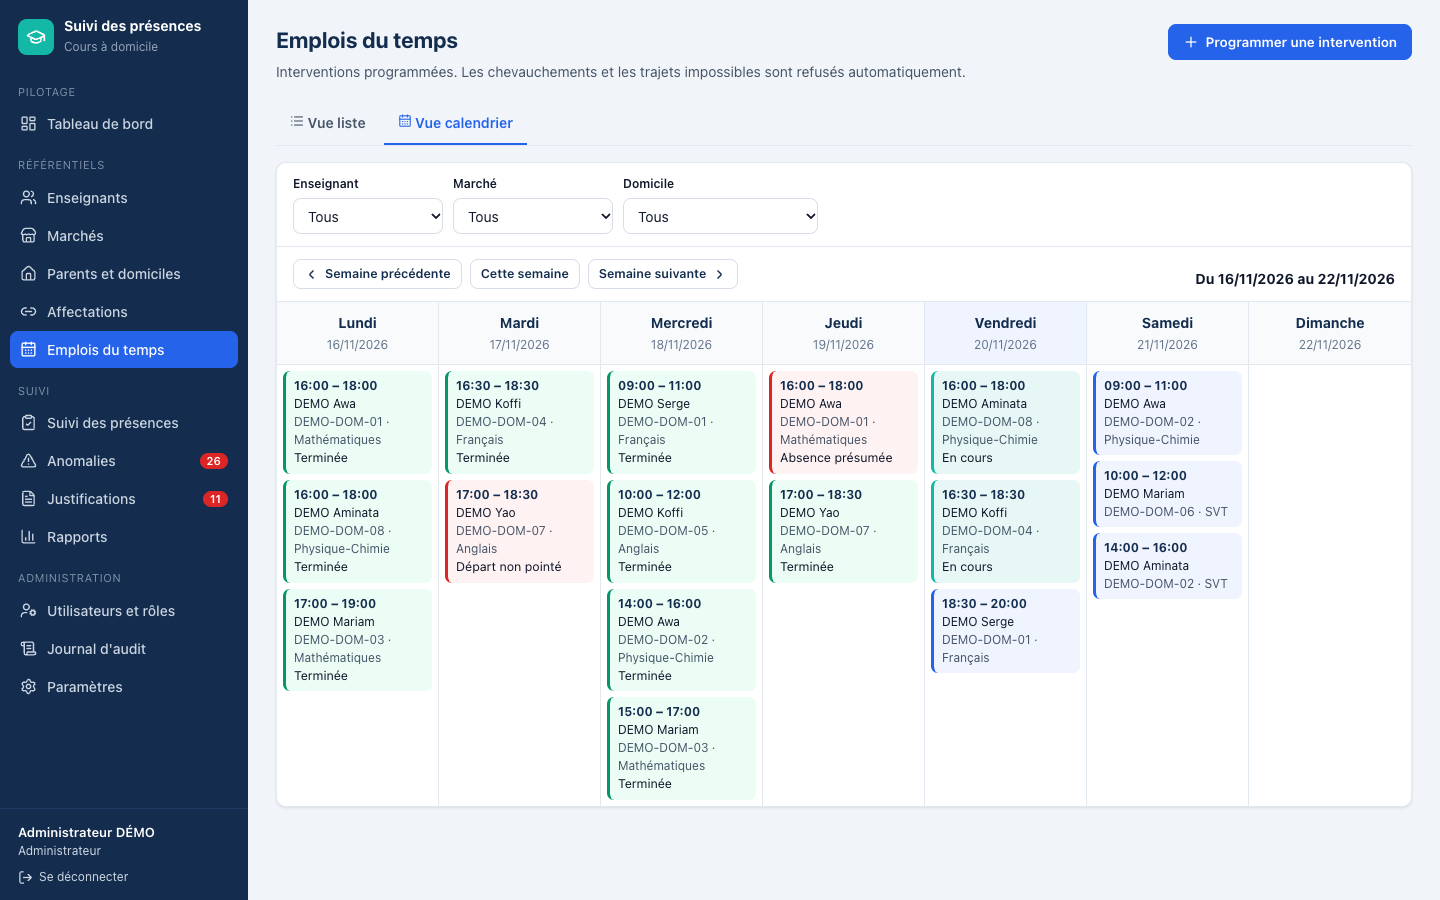 Suivi des présences
Cours à domicile
PILOTAGE
Tableau de bord
RÉFÉRENTIELS
Enseignants
Marchés
Parents et domiciles
Affectations
Emplois du temps
SUIVI
Suivi des présences
Anomalies 26
Justifications 11
Rapports
ADMINISTRATION
Utilisateurs et rôles
Journal d'audit
Paramètres
Administrateur DÉMO
Administrateur
Se déconnecter
Emplois du temps
Interventions programmées. Les chevauchements et les trajets impossibles sont refusés automatiquement.
Programmer une intervention
Vue liste
Vue calendrier
Enseignant
Tous
Marché
Tous
Domicile
Tous
Semaine précédente
Cette semaine
Semaine suivante
Du 16/11/2026 au 22/11/2026
Lundi
16/11/2026
16:00 – 18:00
DEMO Awa
DEMO-DOM-01 ·
Mathématiques
Terminée
16:00 – 18:00
DEMO Aminata
DEMO-DOM-08 ·
Physique-Chimie
Terminée
17:00 – 19:00
DEMO Mariam
DEMO-DOM-03 ·
Mathématiques
Terminée
Mardi
17/11/2026
16:30 – 18:30
DEMO Koffi
DEMO-DOM-04 ·
Français
Terminée
17:00 – 18:30
DEMO Yao
DEMO-DOM-07 ·
Anglais
Départ non pointé
Mercredi
18/11/2026
09:00 – 11:00
DEMO Serge
DEMO-DOM-01 ·
Français
Terminée
10:00 – 12:00
DEMO Koffi
DEMO-DOM-05 ·
Anglais
Terminée
14:00 – 16:00
DEMO Awa
DEMO-DOM-02 ·
Physique-Chimie
Terminée
15:00 – 17:00
DEMO Mariam
DEMO-DOM-03 ·
Mathématiques
Terminée
Jeudi
19/11/2026
16:00 – 18:00
DEMO Awa
DEMO-DOM-01 ·
Mathématiques
Absence présumée
17:00 – 18:30
DEMO Yao
DEMO-DOM-07 ·
Anglais
Terminée
Vendredi
20/11/2026
16:00 – 18:00
DEMO Aminata
DEMO-DOM-08 ·
Physique-Chimie
En cours
16:30 – 18:30
DEMO Koffi
DEMO-DOM-04 ·
Français
En cours
18:30 – 20:00
DEMO Serge
DEMO-DOM-01 ·
Français
Samedi
21/11/2026
09:00 – 11:00
DEMO Awa
DEMO-DOM-02 ·
Physique-Chimie
10:00 – 12:00
DEMO Mariam
DEMO-DOM-06 · SVT
14:00 – 16:00
DEMO Aminata
DEMO-DOM-02 · SVT
Dimanche
22/11/2026